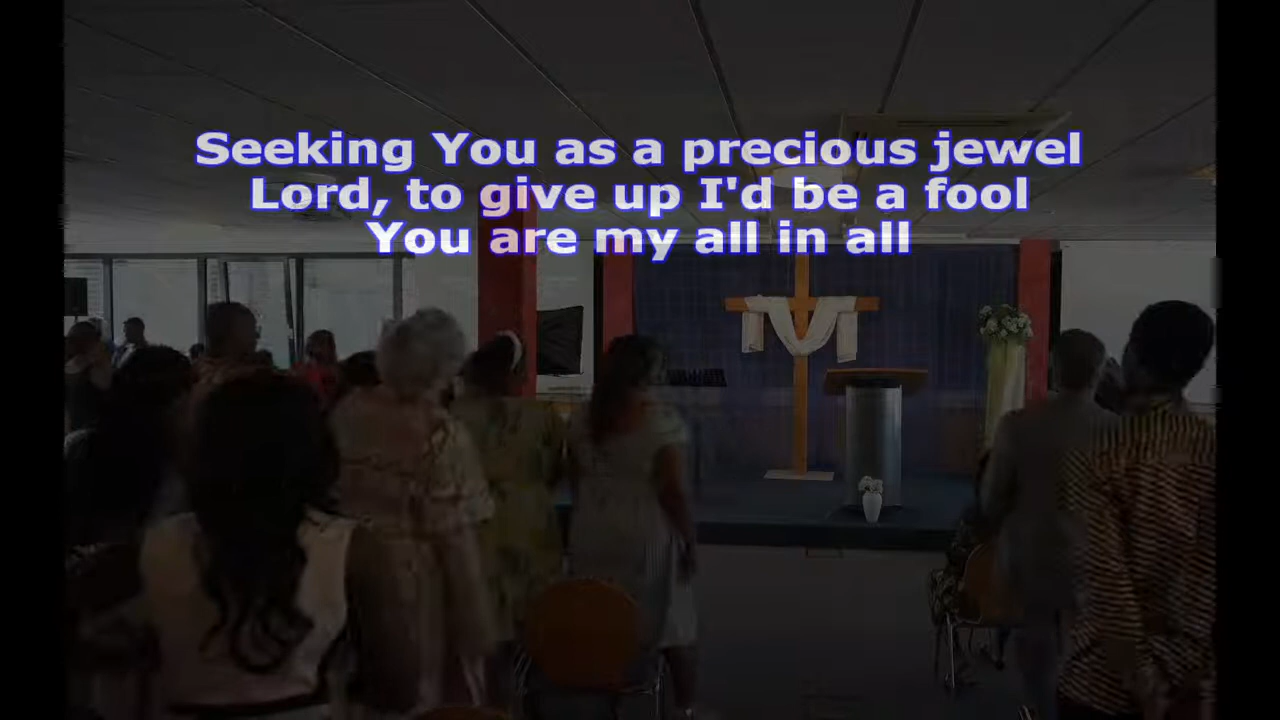 Seeking You as a precious jewel
Lord, to give up I'd be a fool
You are my all in all